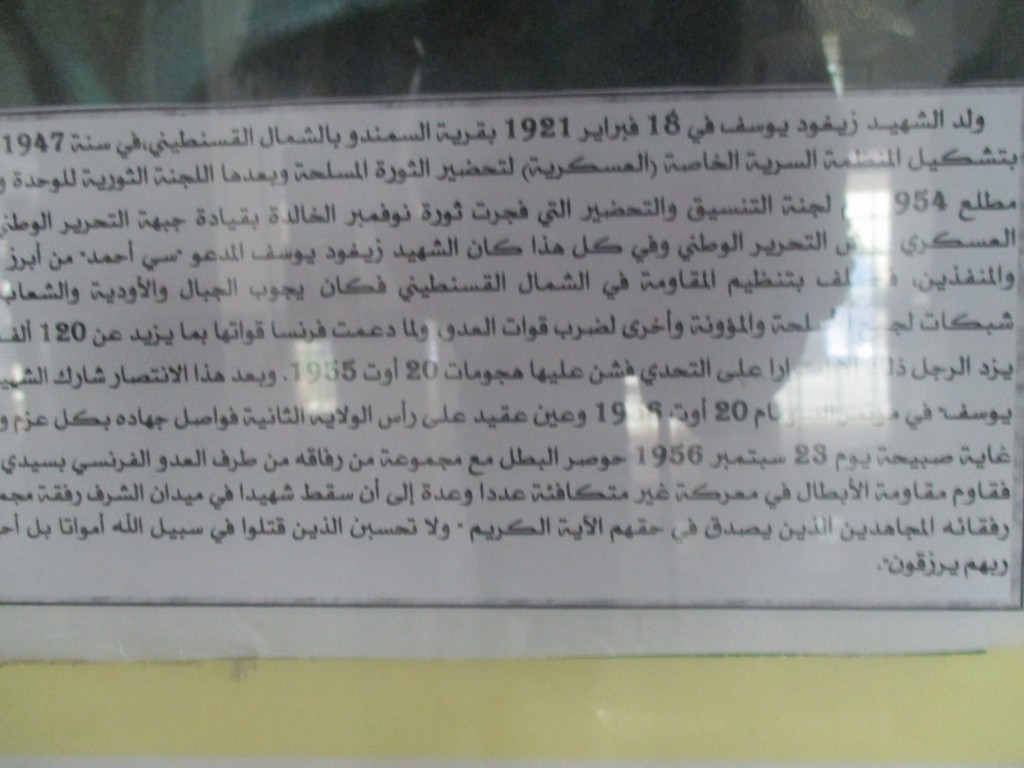 ولد الشهيد زيغود يوسف في 18 فبراير 1921 بقرية السمندو بالشمال القسنطيني،في سنة 1947
بتشكيل المنظمة السرية الخاصة (العسكرية) لتحضير الثورة المسلحة وبعدها اللجنة الثورية للوحدة و
مطلع 954 لجنة التنسيق والتحضير التي فجرت ثورة نوفمبر الخالدة بقيادة جبهة التحرير الوطني
العسكري التحرير الوطني وفي كل هذا كان الشهيد زيغود يوسف المدعو "سي أحمد" من أبرز
والمنفذين، بتنظيم المقاومة في الشمال القسنطيني فكان يجوب الجبال والأودية والشعاب
شبكات والمؤونة وأخرى لضرب قوات العدو. ولما دعمت فرنسا قواتها بما يزيد عن 120 ألف
يزد الرجل على التحدي فشن عليها هجومات 20 أوت 1955. وبعد هذا الانتصار شارك الشهيد
يوسف" في 20 أوت وعين عقيد على رأس الولاية الثانية فواصل جهاده بكل عزم و
غاية صبيحة يوم 23 سبتمبر 1956 حوصر البطل مع مجموعة من رفاقه من طرف العدو الفرنسي بسيدي
فقاوم مقاومة الأبطال في معركة غير متكافئة عددا وعدة إلى أن سقط شهيدا في ميدان الشرف رفقة
رفقائه المجاهدين الذين يصدق في حقهم الآية الكريم " ولا تحسبن الذين قتلوا في سبيل الله أمواتا بل
ربهم يرزقون".